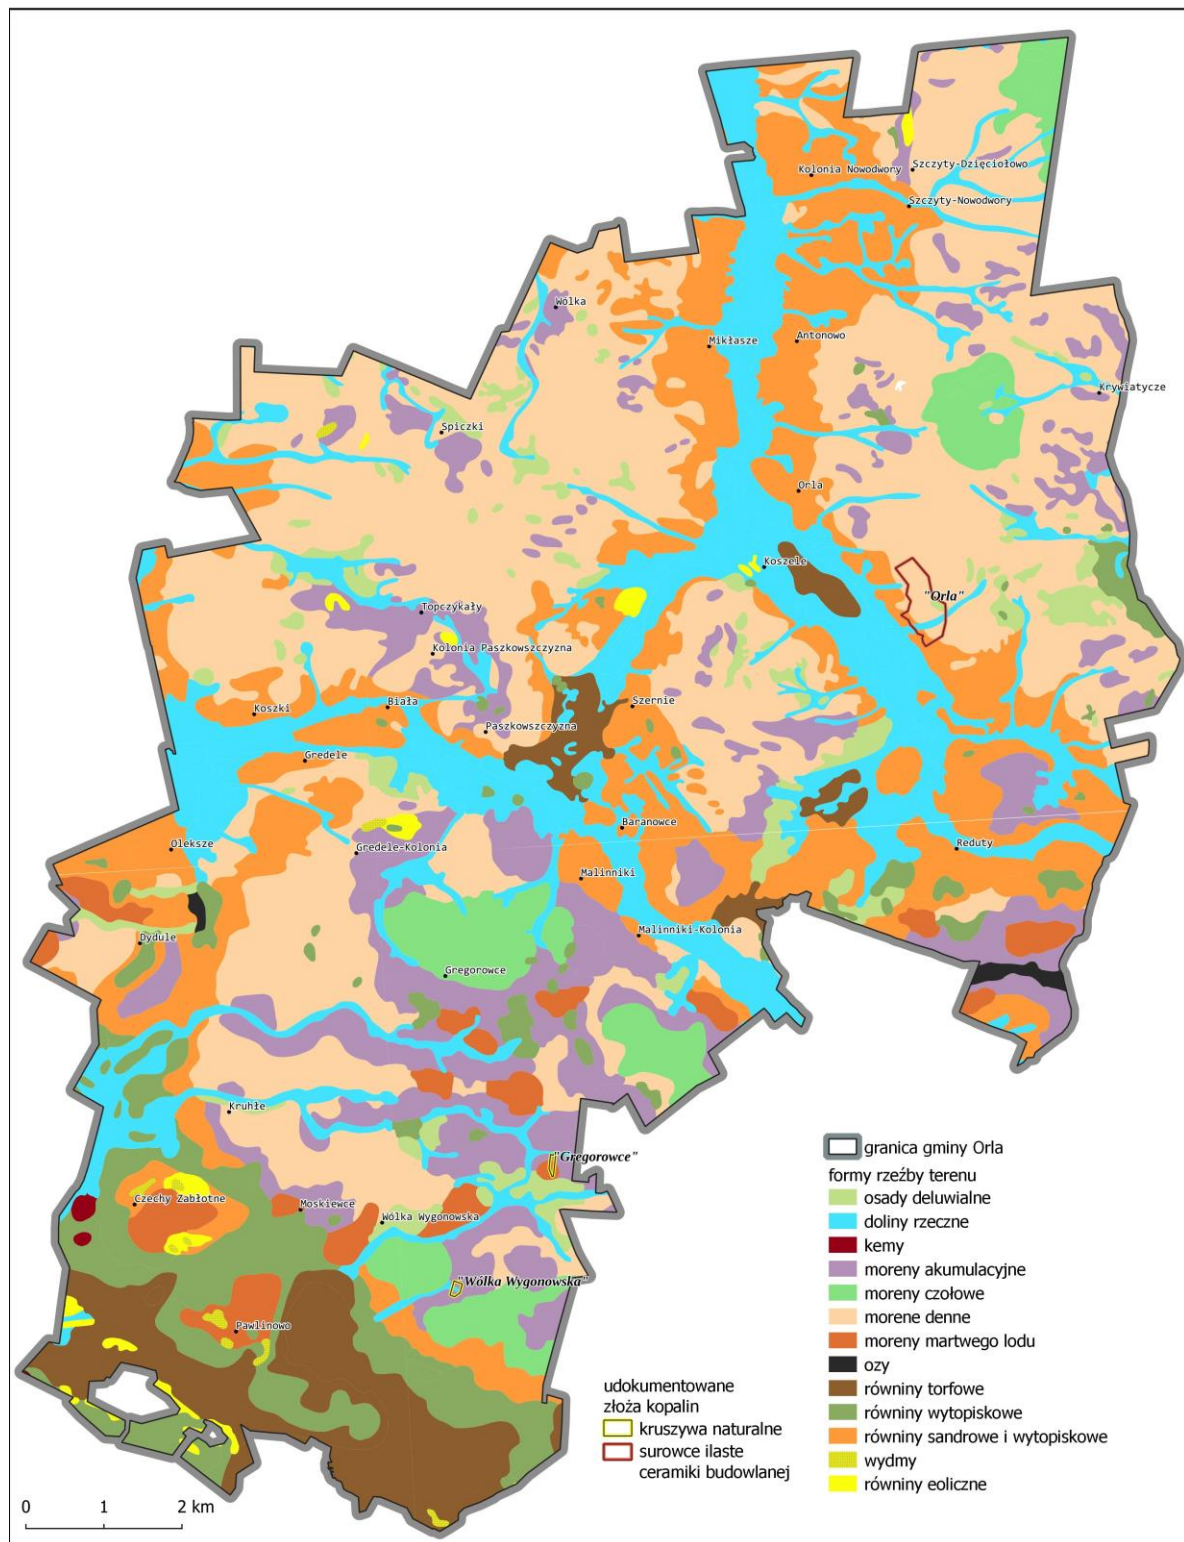 Kolonia Nowodwory
Szczyty-Dzięciołowo
Szczyty-Nowodwory
Wólka
Mikłasze
Antonowo
Krywiatycze
Spiczki
Orla
Koszele
"Orla"
Topczykały
Kolonia Paszkowszczyzna
Koszki
Biała
Szernie
Paszkowszczyzna
Gredele
Baranowce
Oleksze
Gredele-Kolonia
Reduty
Malinniki
Dydule
Malinniki-Kolonia
Gregorowce
Kruhłe
"Gregorowce"
Czechy Zabłotne
Moskiewce
Wólka Wygonowska
"Wólka Wygonowska"
Pawlinowo
granica gminy Orla
formy rzeźby terenu
osady deluwialne
doliny rzeczne
kemy
moreny akumulacyjne
moreny czołowe
morene denne
moreny martwego lodu
ozy
równiny torfowe
równiny wytopiskowe
równiny sandrowe i wytopiskowe
wydmy
równiny eoliczne
udokumentowane
złoża kopalin
kruszywa naturalne
surowce ilaste
ceramiki budowlanej
0 1 2 km